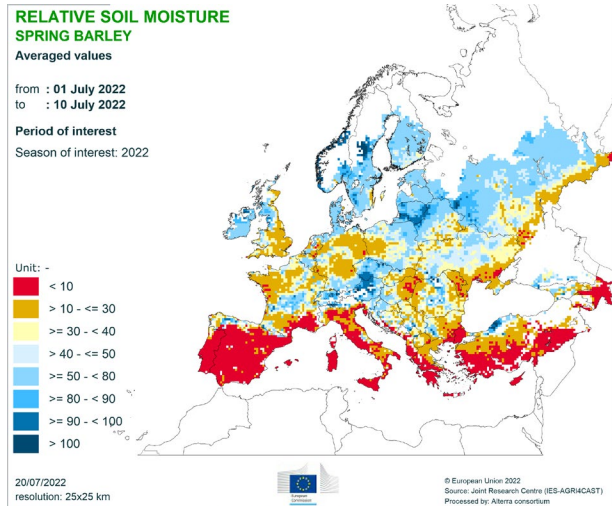 RELATIVE SOIL MOISTURE
SPRING BARLEY
Averaged values
from : 01 July 2022
to : 10 July 2022
Period of interest
Season of interest: 2022
Unit: -
< 10
> 10 - <= 30
>= 30 - < 40
> 40 - <= 50
>= 50 - < 80
>= 80 - < 90
>= 90 - < 100
> 100
20/07/2022
resolution: 25x25 km
European
Commission
© European Union 2022
Source: Joint Research Centre (IES-AGRI4CAST)
Processed by: Alterra consortium